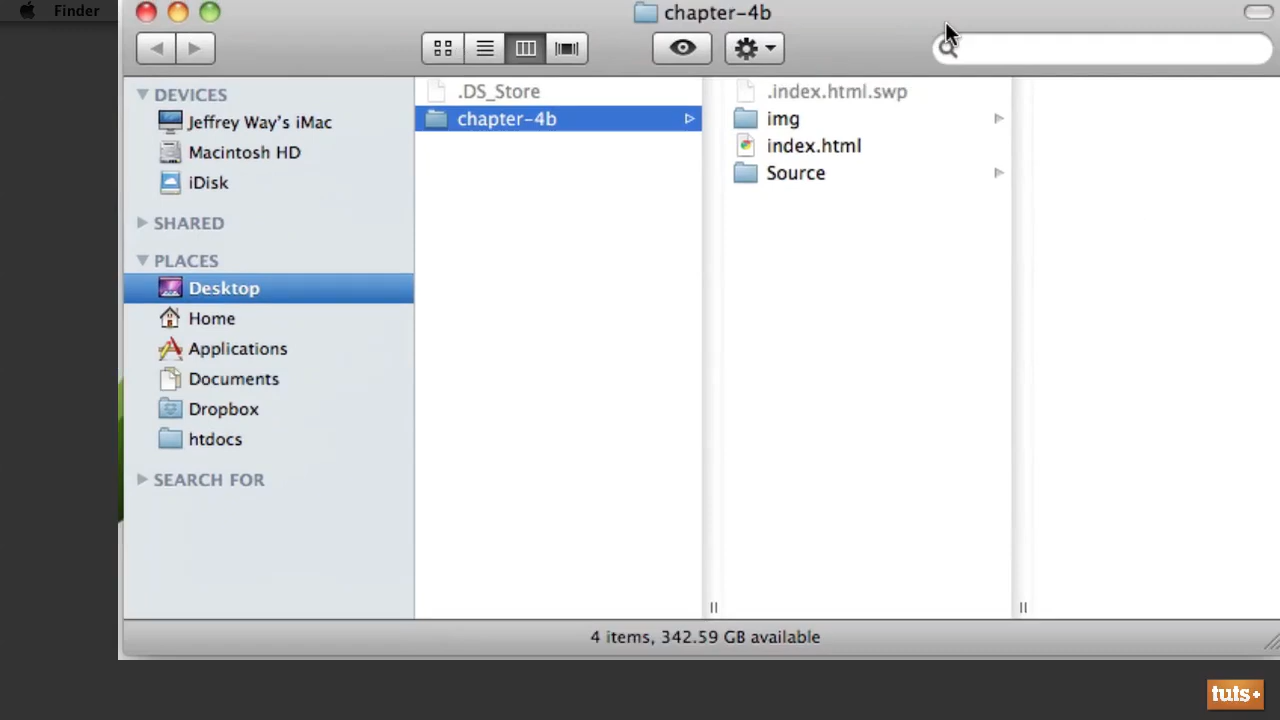 Finder
chapter-4b
DEVICES
Jeffrey Way's iMac
Macintosh HD
iDisk
SHARED
PLACES
Desktop
Home
Applications
Documents
Dropbox
htdocs
SEARCH FOR
.DS_Store
chapter-4b
.index.html.swp
img
index.html
Source
4 items, 342.59 GB available
tuts+